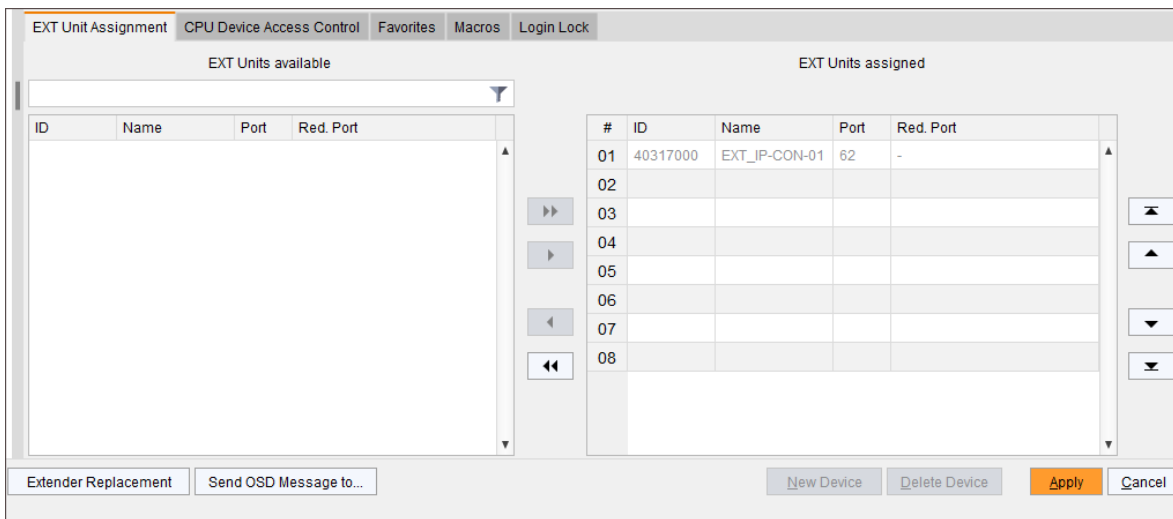 EXT Unit Assignment CPU Device Access Control Favorites Macros Login Lock
EXT Units available EXT Units assigned
ID Name Port Red. Port # ID Name Port Red. Port
01 40317000 EXT_IP-CON-01 62 -
02
03
04
05
06
07
08
Extender Replacement Send OSD Message to... New Device Delete Device Apply Cancel